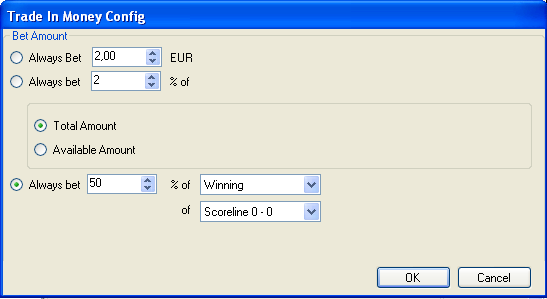 Trade In Money Config
Bet Amount
Always Bet 2,00 EUR
Always bet 2 % of
Total Amount
Available Amount
Always bet 50 % of Winning
of Scoreline 0 - 0
OK Cancel